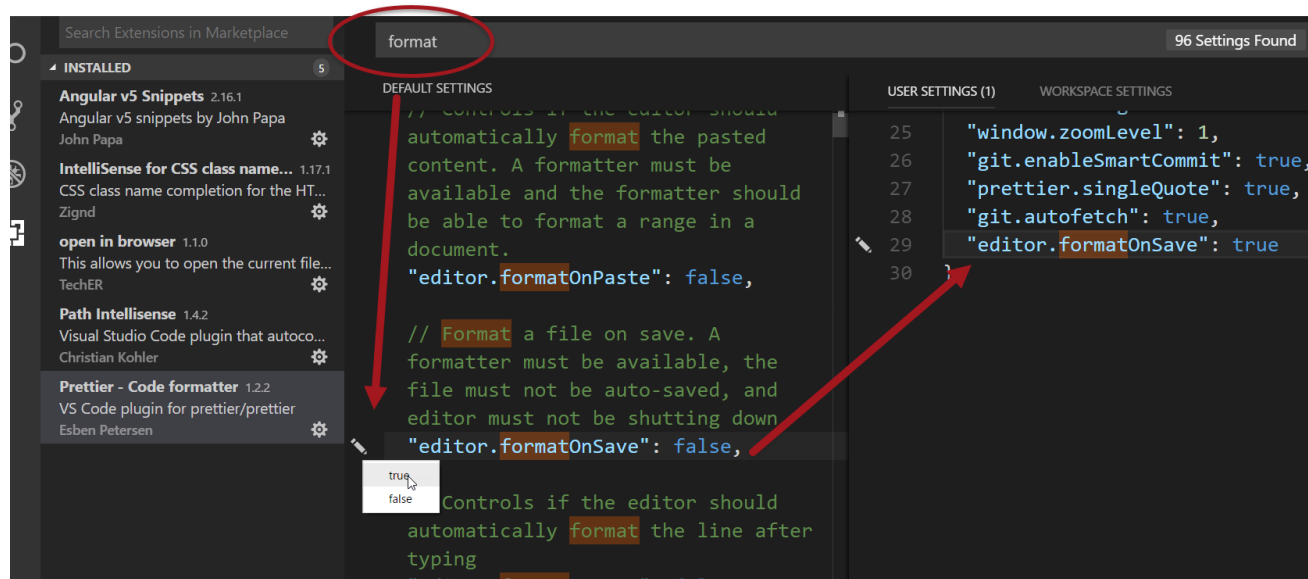 Search Extensions in Marketplace
INSTALLED 5
Angular v5 Snippets 2.16.1
Angular v5 snippets by John Papa
John Papa
IntelliSense for CSS class name... 1.17.1
CSS class name completion for the HT...
Zignd
open in browser 1.1.0
This allows you to open the current file...
TechER
Path Intellisense 1.4.2
Visual Studio Code plugin that autoco...
Christian Kohler
Prettier - Code formatter 1.2.2
VS Code plugin for prettier/prettier
Esben Petersen
format
96 Settings Found
DEFAULT SETTINGS
// Controls if the editor should
automatically format the pasted
content. A formatter must be
available and the formatter should
be able to format a range in a
document.
"editor.formatOnPaste": false,
// Format a file on save. A
formatter must be available, the
file must not be auto-saved, and
editor must not be shutting down
"editor.formatOnSave": false,
true
false
Controls if the editor should
automatically format the line after
typing
USER SETTINGS (1) WORKSPACE SETTINGS
25 "window.zoomLevel": 1,
26 "git.enableSmartCommit": true,
27 "prettier.singleQuote": true,
28 "git.autofetch": true,
29 "editor.formatOnSave": true
30 }